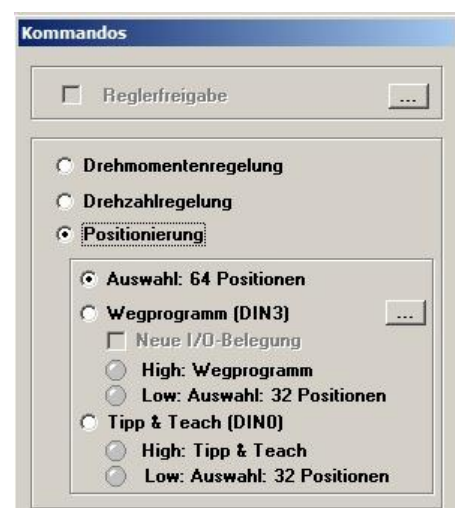 Kommandos
Reglerfreigabe ...
Drehmomentenregelung
Drehzahlregelung
Positionierung
Auswahl: 64 Positionen
Wegprogramm (DIN3) ...
Neue I/O-Belegung
High: Wegprogramm
Low: Auswahl: 32 Positionen
Tipp & Teach (DIN0)
High: Tipp & Teach
Low: Auswahl: 32 Positionen